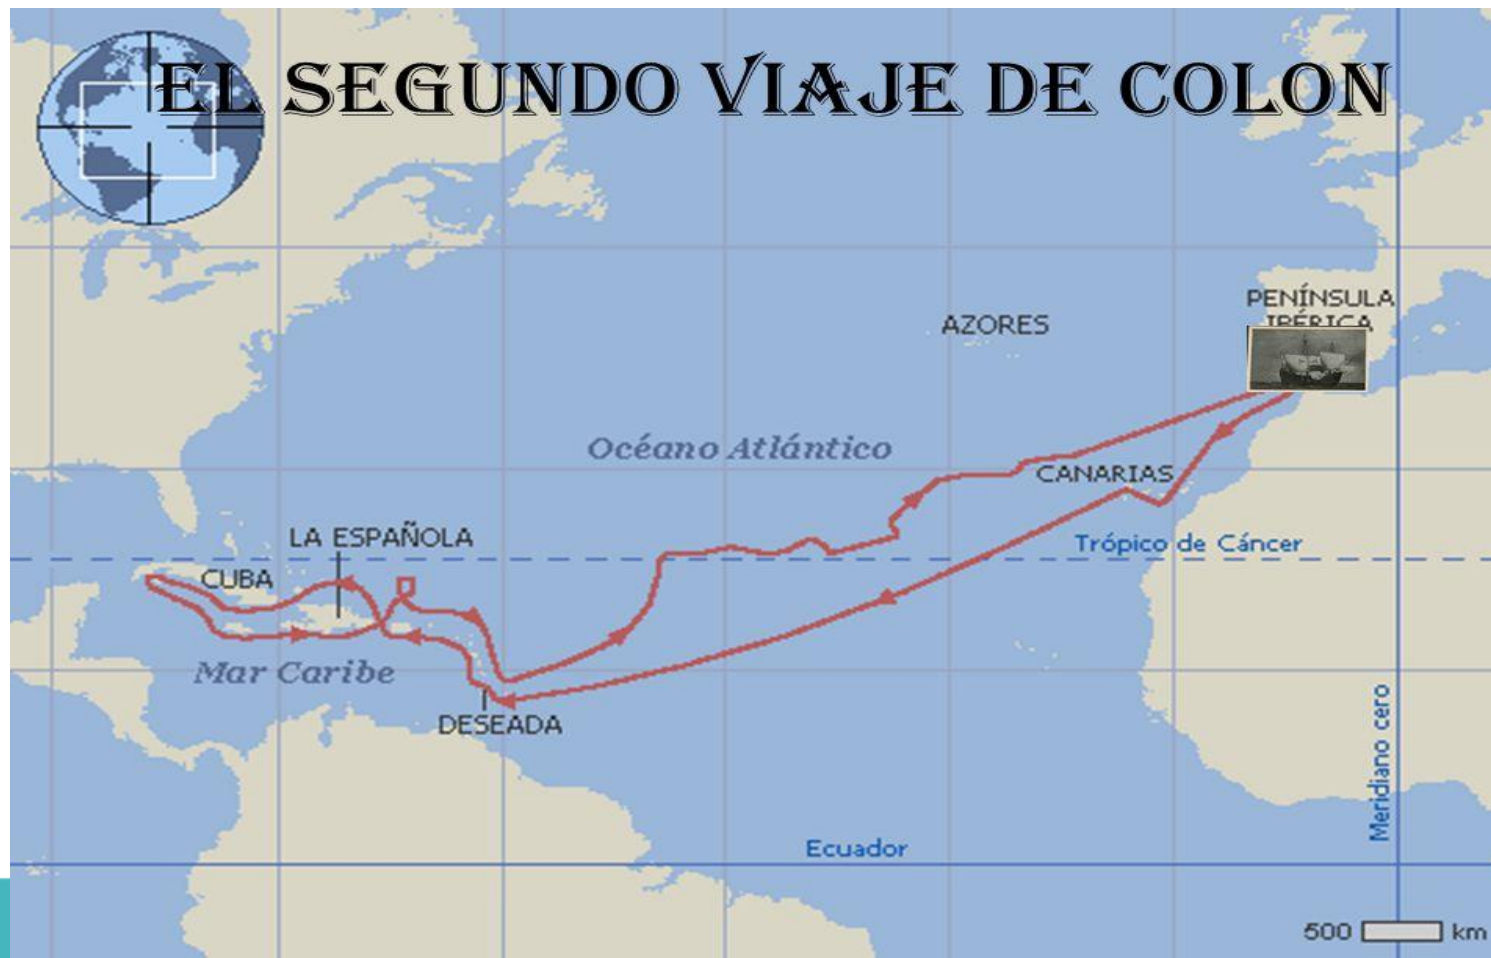 EL SEGUNDO VIAJE DE COLON
PENÍNSULA
IBÉRICA
AZORES
Océano Atlántico
CANARIAS
LA ESPAÑOLA
Trópico de Cáncer
CUBA
Mar Caribe
DESEADA
Meridiano cero
Ecuador
500 km